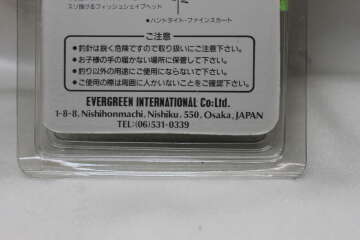 スリ抜けるフィッシュシェイプヘッド
●ハントライト・ファインスカート
ご注意
●釣針は鋭く危険ですので取り扱いにご注意下さい。
●お子様の手の届かない場所に保管して下さい。
●釣り以外の用途にご使用にならないで下さい。
●ご使用の際は周囲に人がいないことをご確認下さい。
EVERGREEN INTERNATIONAL Co:Ltd.
1-8-8, Nishihonmachi, Nishiku, 550, Osaka, JAPAN
TEL:(06)531-0339